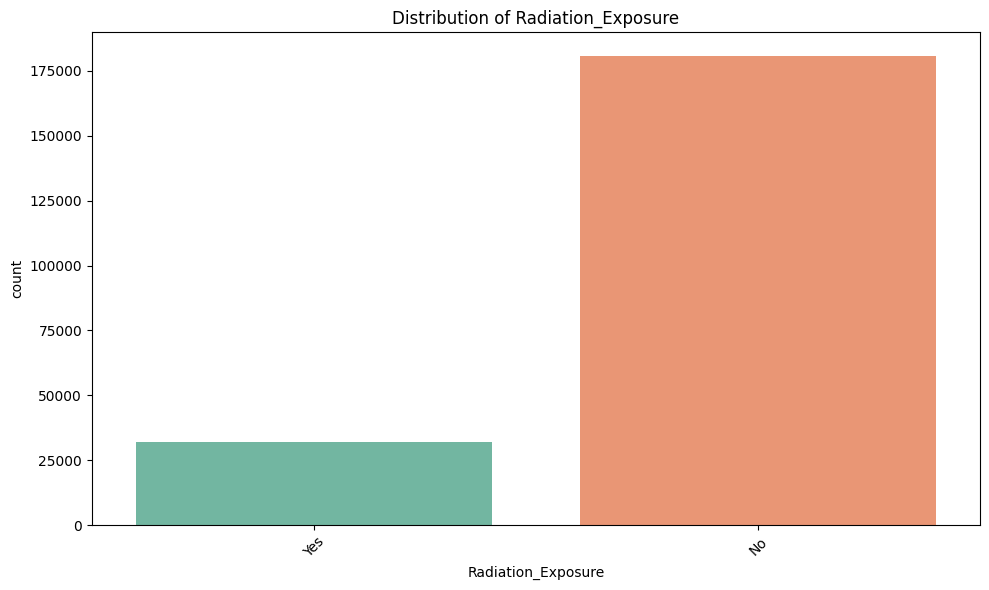 Distribution of Radiation_Exposure
175000
150000
125000
100000
75000
50000
25000
0
count
Yes
No
Radiation_Exposure